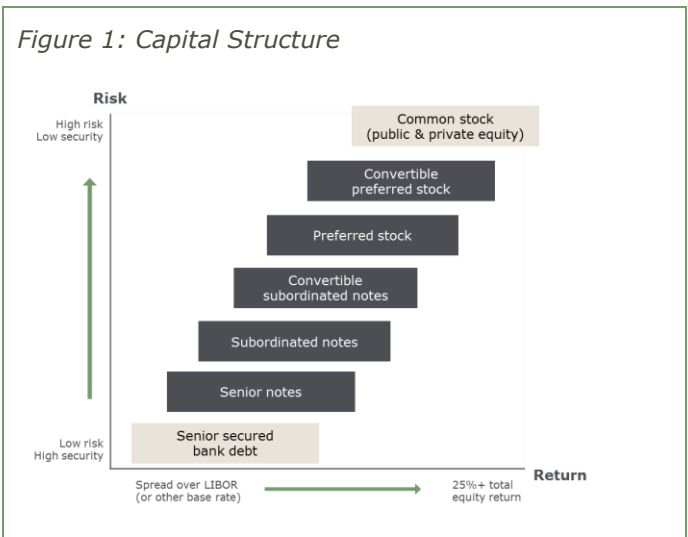 Figure 1: Capital Structure
Risk
High risk
Low security
Common stock
(public & private equity)
Convertible
preferred stock
Preferred stock
Convertible
subordinated notes
Subordinated notes
Senior notes
Low risk
High security
Senior secured
bank debt
Return
Spread over LIBOR
(or other base rate)
25%+ total
equity return